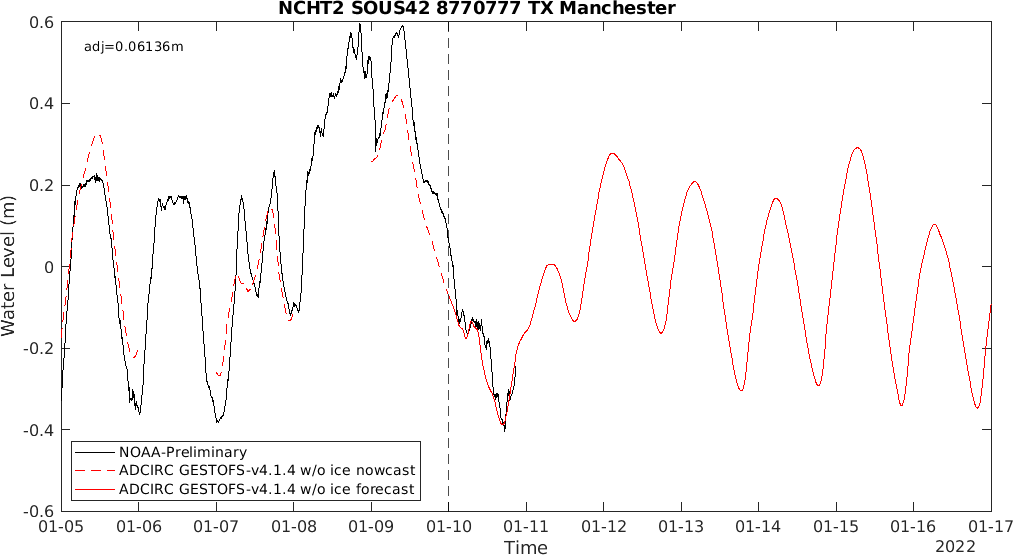 NCHT2 SOUS42 8770777 TX Manchester
adj=0.06136m
0.6
0.4
0.2
0
-0.2
-0.4
-0.6
Water Level (m)
NOAA-Preliminary
ADCIRC GESTOFS-v4.1.4 w/o ice nowcast
ADCIRC GESTOFS-v4.1.4 w/o ice forecast
01-05 01-06 01-07 01-08 01-09 01-10 01-11 01-12 01-13 01-14 01-15 01-16 01-17
Time
2022